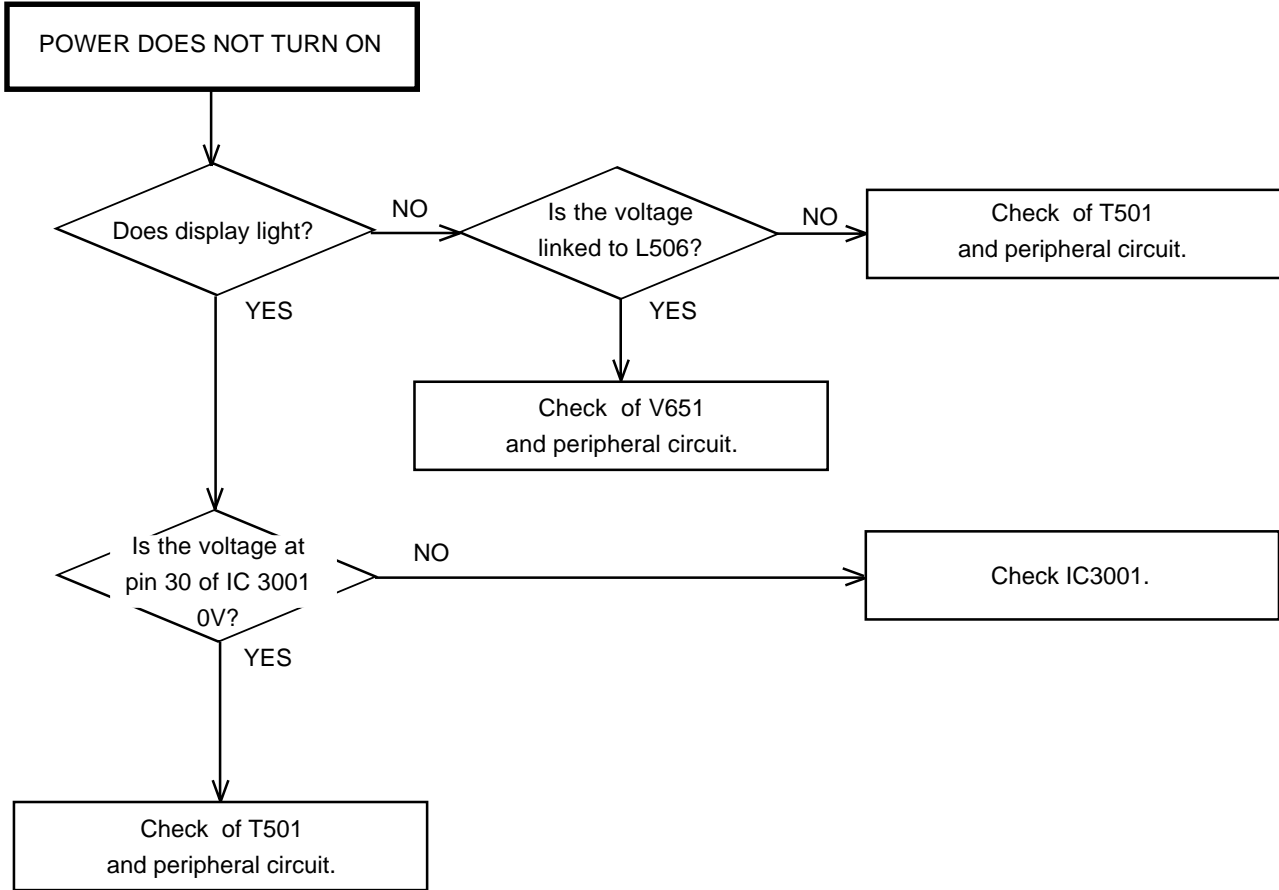 POWER DOES NOT TURN ON
Does display light?
NO
Is the voltage
linked to L506?
NO
Check of T501
and peripheral circuit.
YES
YES
Check of V651
and peripheral circuit.
Is the voltage at
pin 30 of IC 3001
0V?
NO
Check IC3001.
YES
Check of T501
and peripheral circuit.